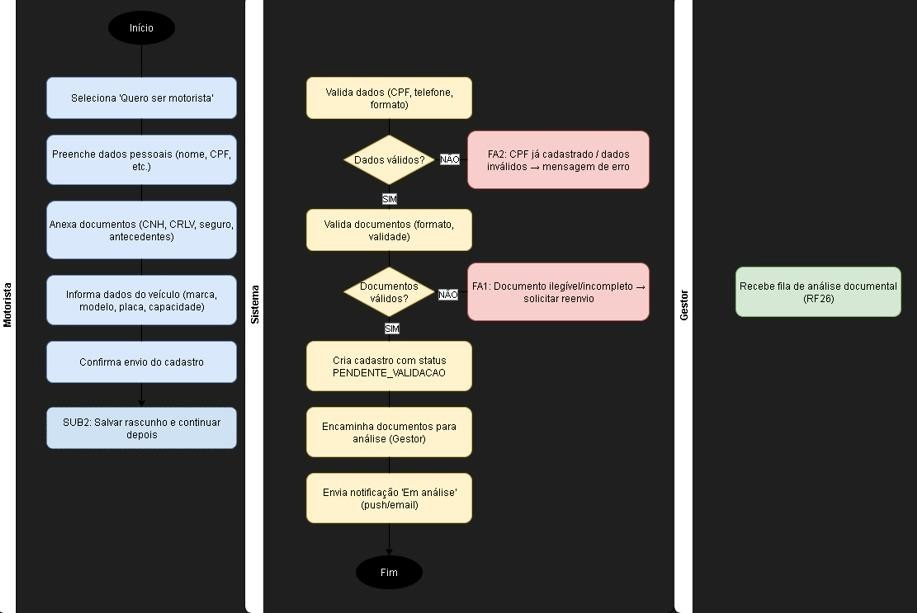 Motorista
Início
Seleciona 'Quero ser motorista'
Preenche dados pessoais (nome, CPF,
etc.)
Anexa documentos (CNH, CRLV, seguro,
antecedentes)
Informa dados do veículo (marca,
modelo, placa, capacidade)
Confirma envio do cadastro
SUB2: Salvar rascunho e continuar
depois
Sistema
Valida dados (CPF, telefone,
formato)
Dados válidos?
NÃO
FA2: CPF já cadastrado / dados
inválidos → mensagem de erro
SIM
Valida documentos (formato,
validade)
Documentos
válidos?
NÃO
FA1: Documento ilegível/incompleto →
solicitar reenvio
SIM
Cria cadastro com status
PENDENTE_VALIDACAO
Encaminha documentos para
análise (Gestor)
Envia notificação 'Em análise'
(push/email)
Fim
Gestor
Recebe fila de análise documental
(RF26)